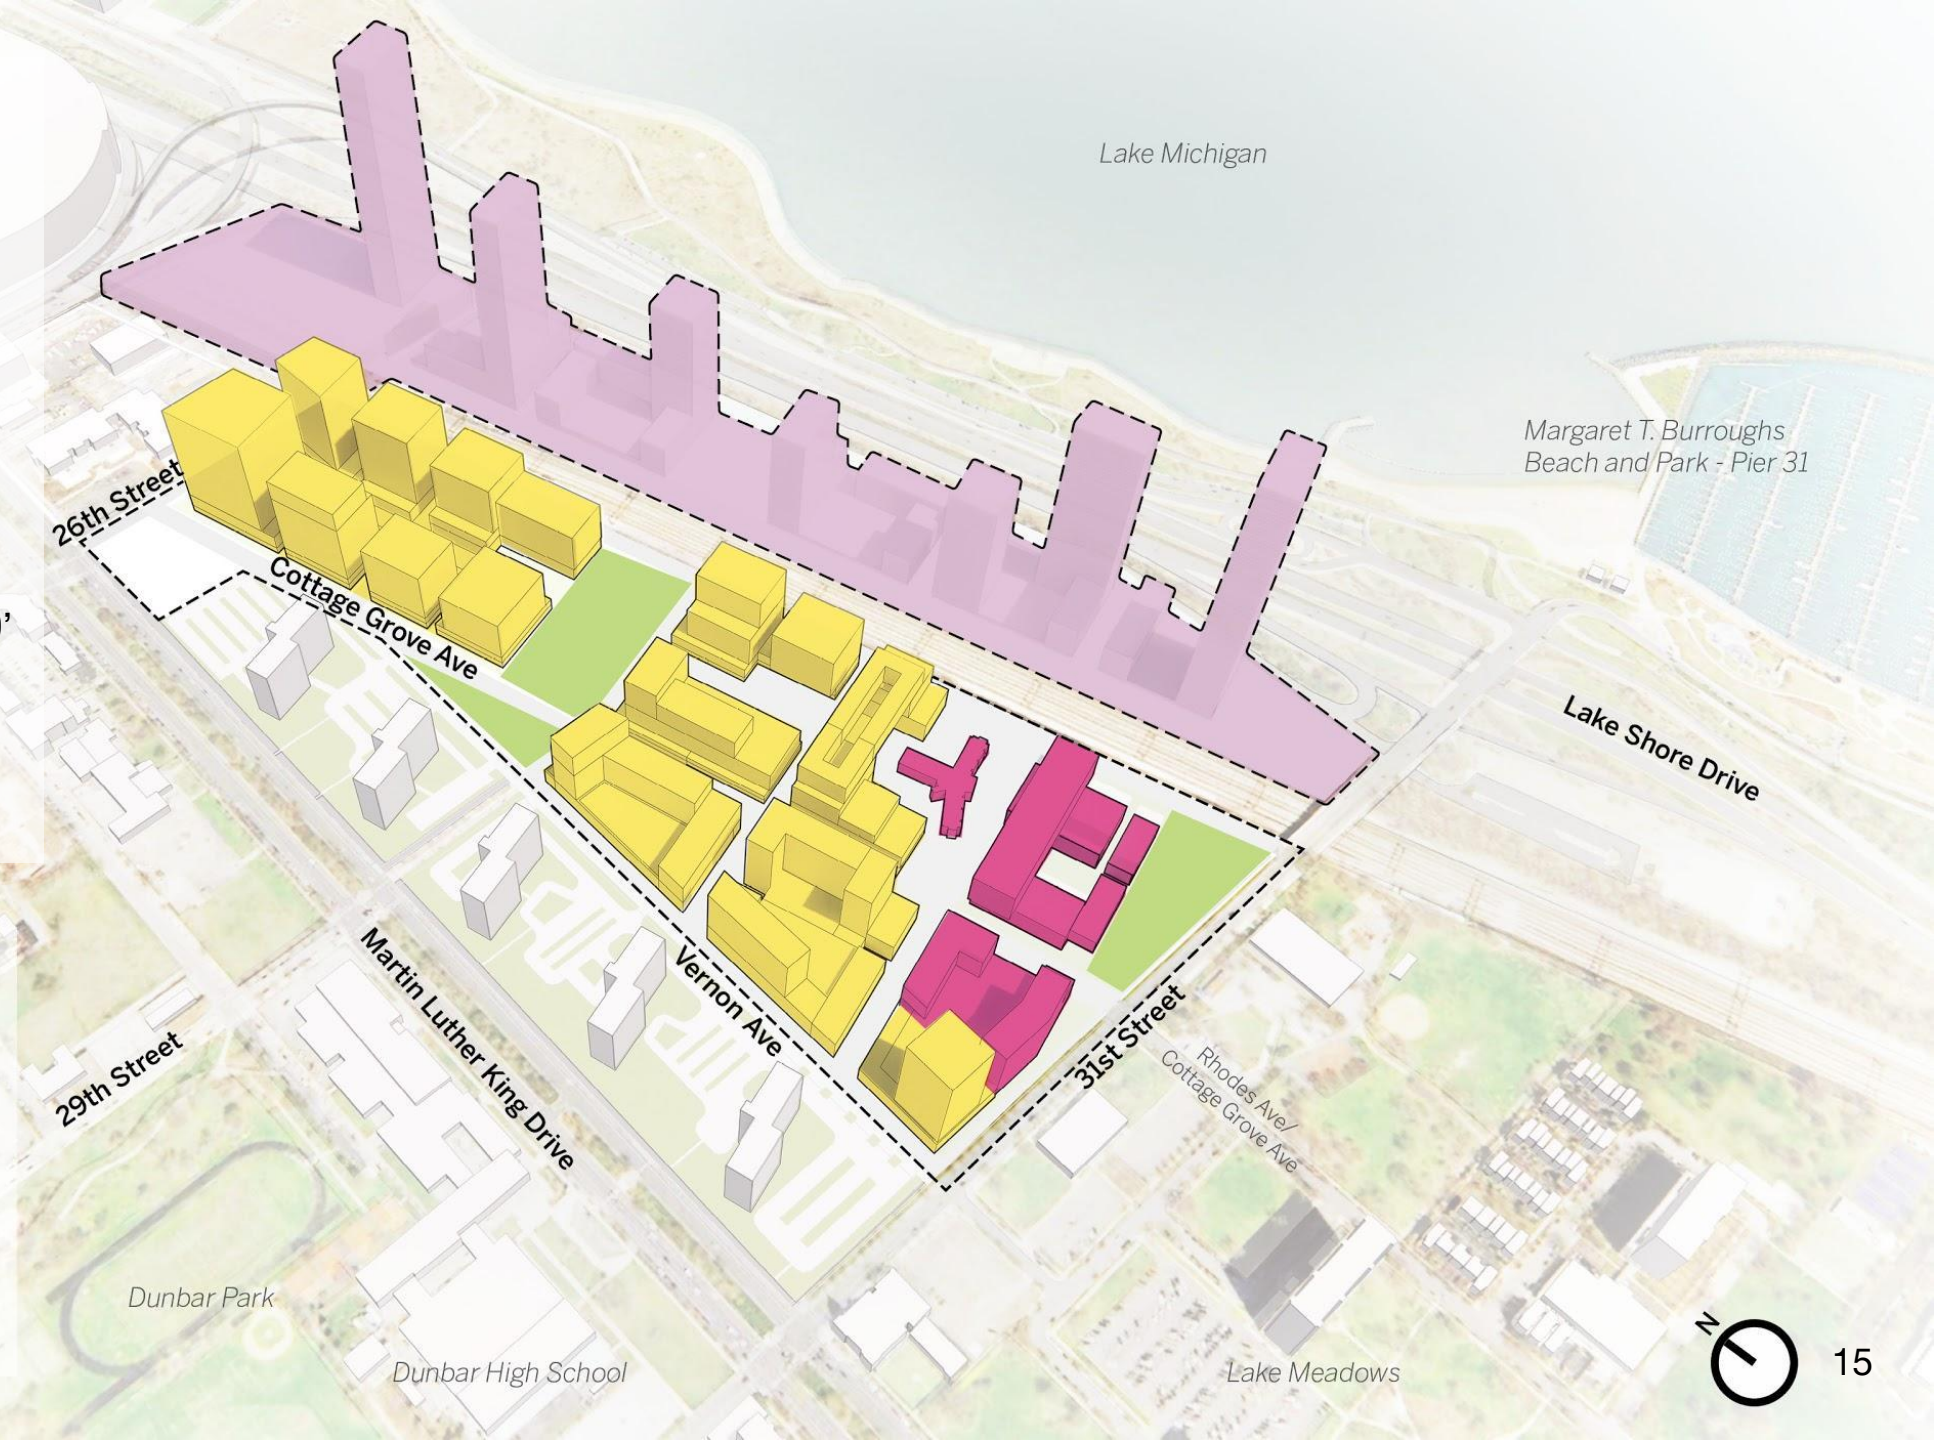 Lake Michigan
Margaret T. Burroughs
Beach and Park - Pier 31
26th Street
Cottage Grove Ave
Lake Shore Drive
Vernon Ave
Martin Luther King Drive
31st Street
29th Street
Rhodes Ave/
Cottage Grove Ave
Dunbar Park
Dunbar High School
Lake Meadows
N
15